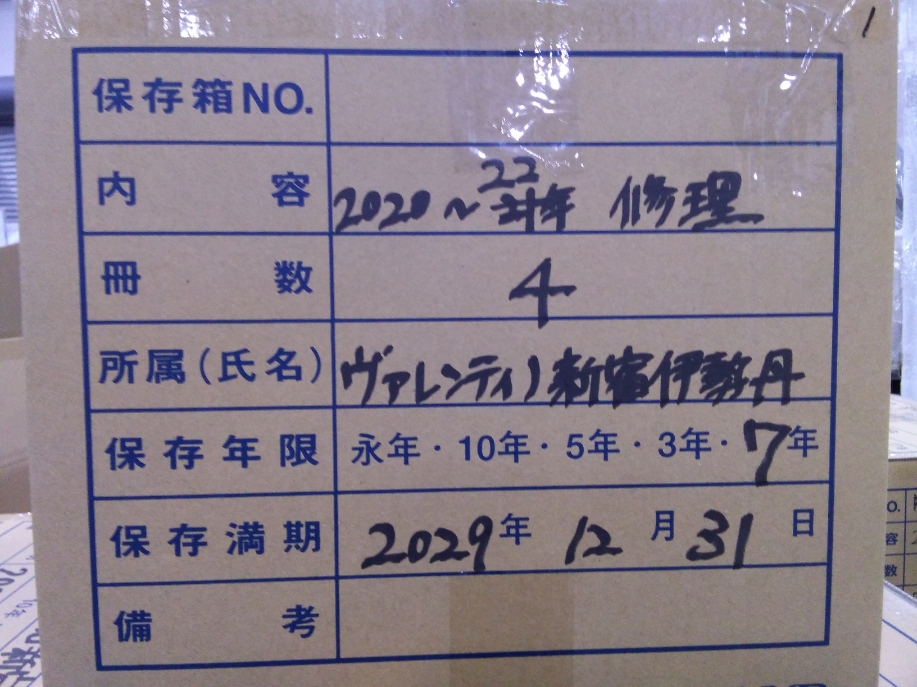 1
保存箱NO.
内容 2020～22年 修理
冊数 4
所属(氏名) ヴァレンティノ新宿伊勢丹
保存年限 永年・10年・5年・3年・7年
保存満期 2029年 12月 31日
備考